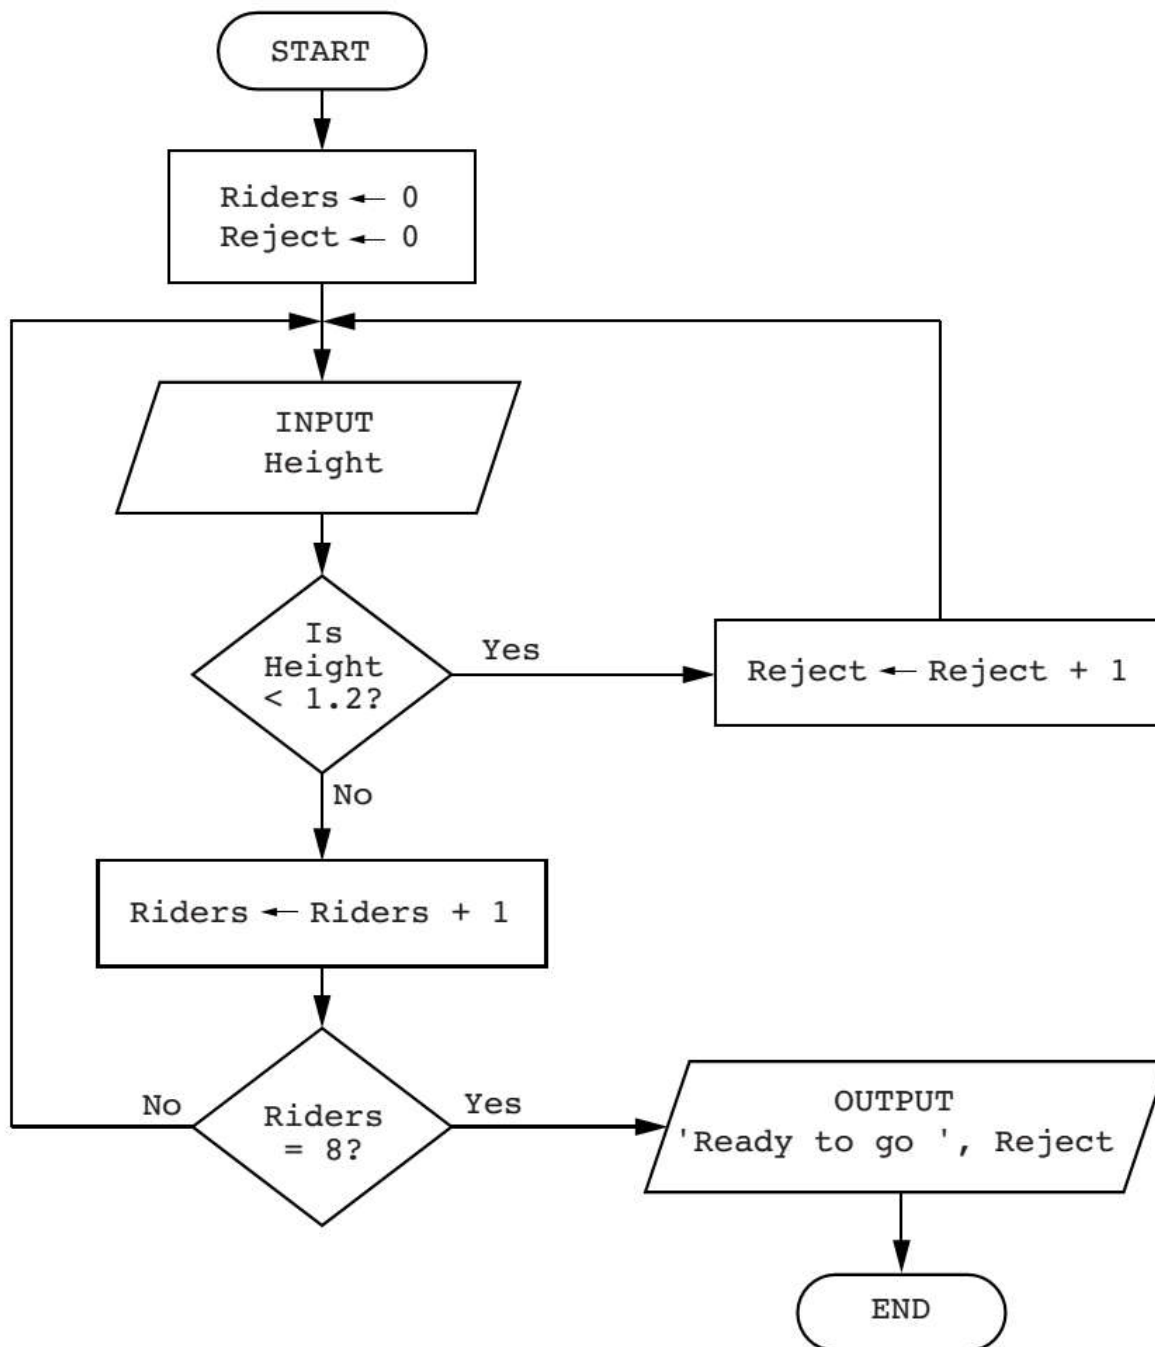 START
Riders ← 0
Reject ← 0
INPUT
Height
Is
Height
< 1.2?
Yes
Reject ← Reject + 1
No
Riders ← Riders + 1
Riders
= 8?
No
Yes
OUTPUT
'Ready to go ', Reject
END